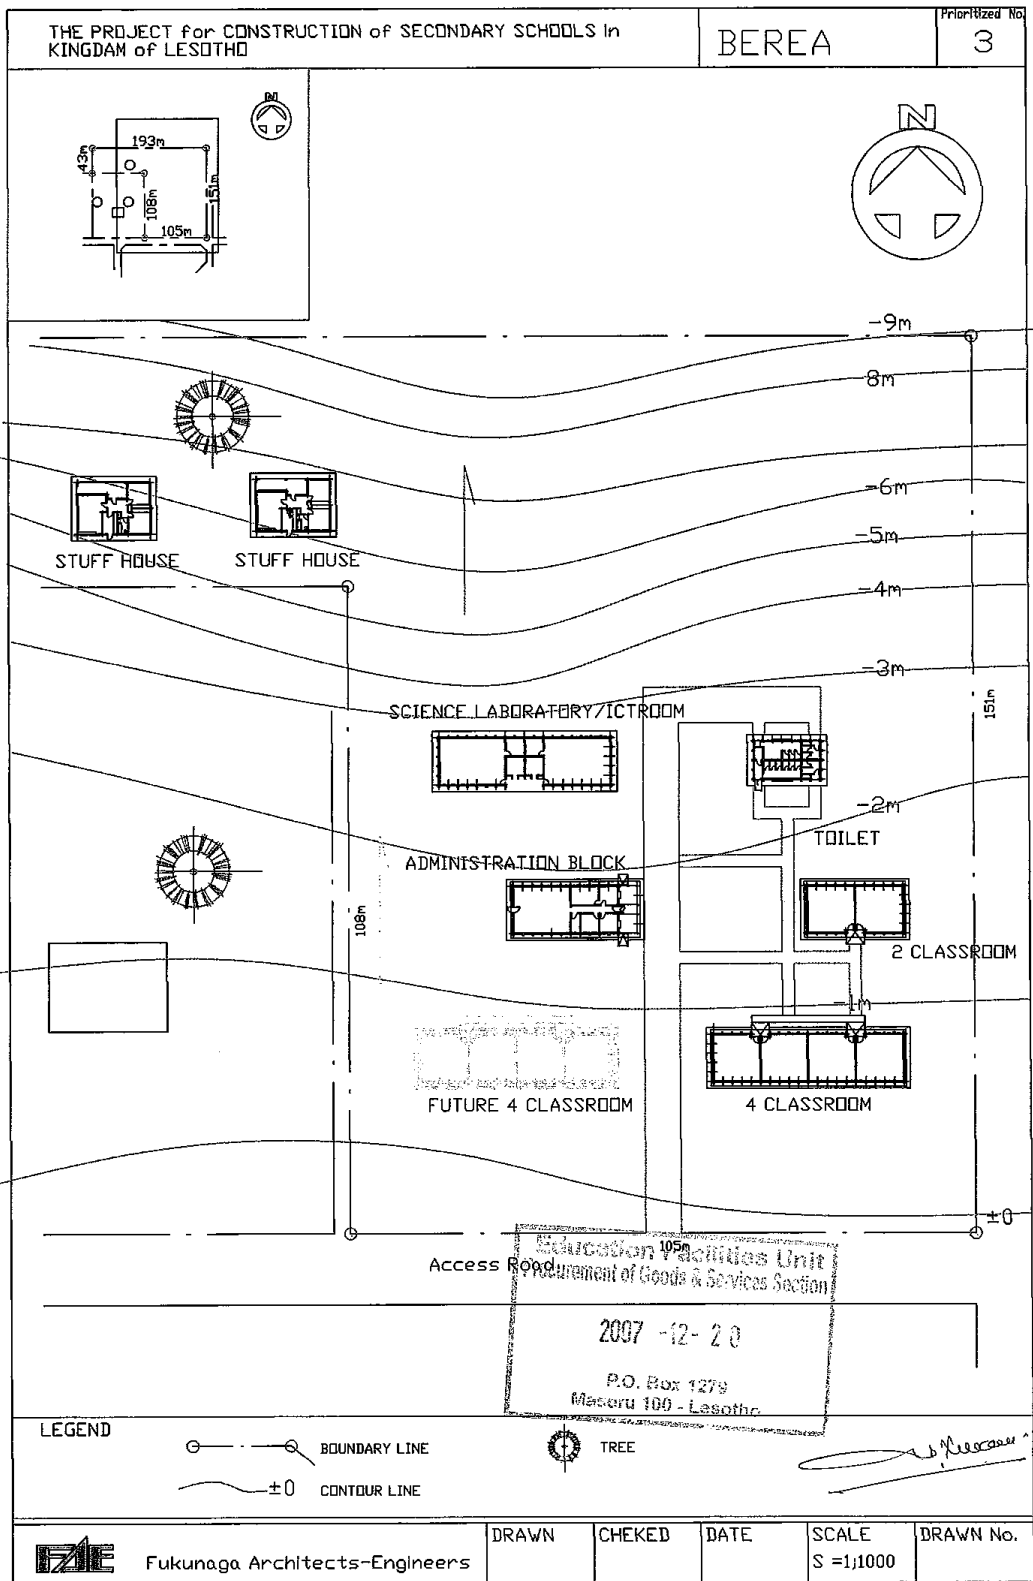 THE PROJECT for CONSTRUCTION of SECONDARY SCHOOLS in
KINGDAM of LESOTHO
BEREA
Prioritized No.
3
N
193m
43m
108m
151m
105m
N
-9m
8m
-6m
-5m
STUFF HOUSE
STUFF HOUSE
-4m
-3m
151m
SCIENCE LABORATORY/ICTROOM
-2m
TOILET
ADMINISTRATION BLOCK
108m
2 CLASSROOM
-1m
FUTURE 4 CLASSROOM
4 CLASSROOM
±0
105m
Access Road
Education Facilities Unit
Procurement of Goods & Services Section
2007 -12- 20
P.O. Box 1279
Maseru 100 - Lesotho
LEGEND
BOUNDARY LINE
TREE
±0 CONTOUR LINE
FAE
Fukunaga Architects-Engineers
DRAWN
CHEKED
DATE
SCALE
S =1;1000
DRAWN No.